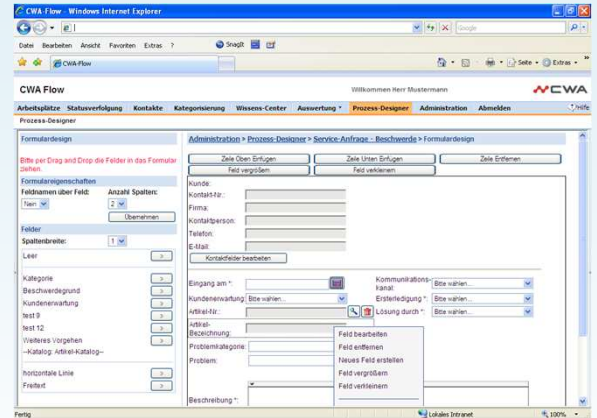 CWA-Flow - Windows Internet Explorer
Google
Datei Bearbeiten Ansicht Favoriten Extras ?
SnagIt
CWA-Flow
Seite Extras
CWA Flow
Willkommen Herr Mustermann
CWA
Arbeitsplätze Statusverfolgung Kontakte Kategorisierung Wissens-Center Auswertung Prozess-Designer Administration Abmelden
Hilfe
Prozess-Designer
Formulardesign
Administration > Prozess-Designer > Service-Anfrage - Beschwerde > Formulardesign
Bitte per Drag and Drop die Felder in das Formular ziehen.
Zeile Oben Einfügen Zeile Unten Einfügen Zeile Entfernen
Feld vergrößern Feld verkleinern
Formulareigenschaften
Feldnamen über Feld: Anzahl Spalten:
Nein 2
Übernehmen
Felder
Spaltenbreite: 1
Leer >
Kategorie >
Beschwerdegrund >
Kundenerwartung >
test 9 >
test 12 >
Weiteres Vorgehen >
--Katalog: Artikel-Katalog--
horizontale Linie >
Freitext >
Kunde:
Kontakt-Nr.:
Firma:
Kontaktperson:
Telefon:
E-Mail:
Kontaktfelder bearbeiten
Eingang am *:
Kommunikations-kanal: Bitte wählen...
Kundenerwartung: Bitte wählen...
Ersterledigung *: Bitte wählen...
Artikel-Nr.:
Lösung durch *: Bitte wählen...
Artikel-
Bezeichnung:
Problemkategorie:
Problem:
Beschreibung *:
Feld bearbeiten
Feld entfernen
Neues Feld erstellen
Feld vergrößern
Feld verkleinern
Fertig
Lokales Intranet
100%